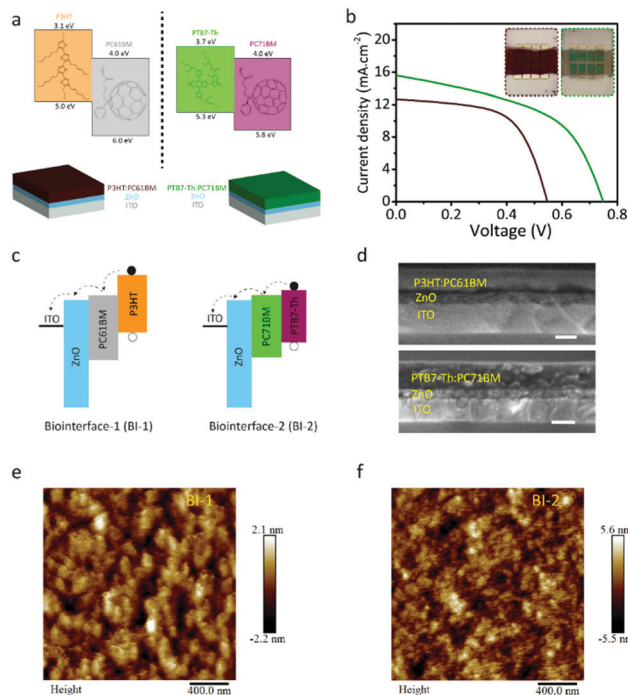 a
P3HT
3.1 eV
5.0 eV
PC61BM
4.0 eV
6.0 eV
PTB7-Th
3.7 eV
5.3 eV
PC71BM
4.0 eV
5.8 eV
P3HT:PC61BM
ZnO
ITO
PTB7-Th:PC71BM
ZnO
ITO
b
Current density (mA.cm⁻²)
24
20
16
12
8
4
0
0.0
0.2
0.4
0.6
0.8
Voltage (V)
c
ITO
ZnO
PC61BM
P3HT
Biointerface-1 (BI-1)
ITO
ZnO
PC71BM
PTB7-Th
Biointerface-2 (BI-2)
d
P3HT:PC61BM
ZnO
ITO
PTB7-Th:PC71BM
ZnO
ITO
e
BI-1
2.1 nm
-2.2 nm
Height
400.0 nm
f
BI-2
5.6 nm
-5.5 nm
Height
400.0 nm